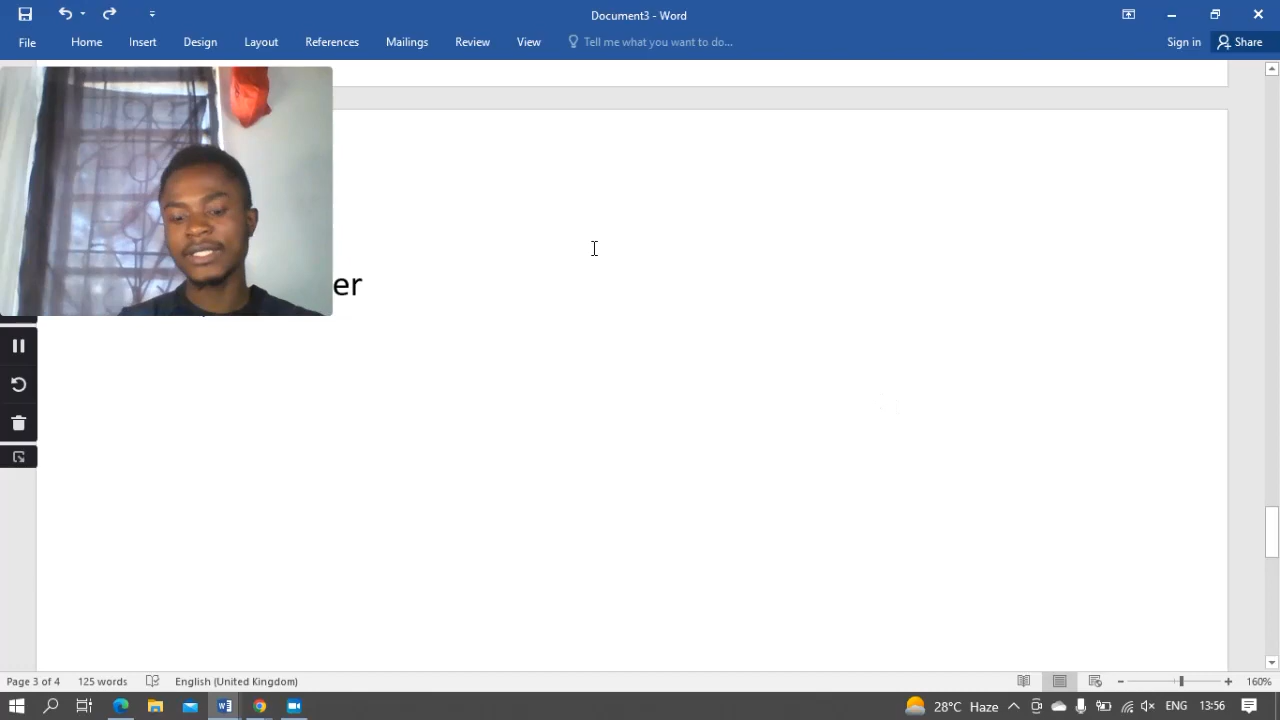 Document3 - Word
File Home Insert Design Layout References Mailings Review View Tell me what you want to do... Sign in Share
er
Page 3 of 4 125 words English (United Kingdom) 160%
28°C Haze ENG 13:56